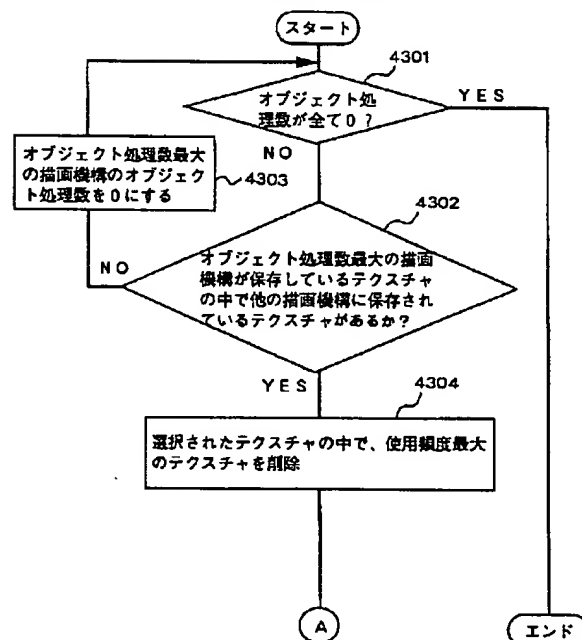 スタート
4301
オブジェクト処
理数が全て0?
YES
NO
オブジェクト処理数最大
の描画機構のオブジェク
ト処理数を0にする
4303
4302
オブジェクト処理数最大の描画
機構が保存しているテクスチャ
の中で他の描画機構に保存され
ているテクスチャがあるか?
NO
YES
4304
選択されたテクスチャの中で、使用頻度最大
のテクスチャを削除
A
エンド